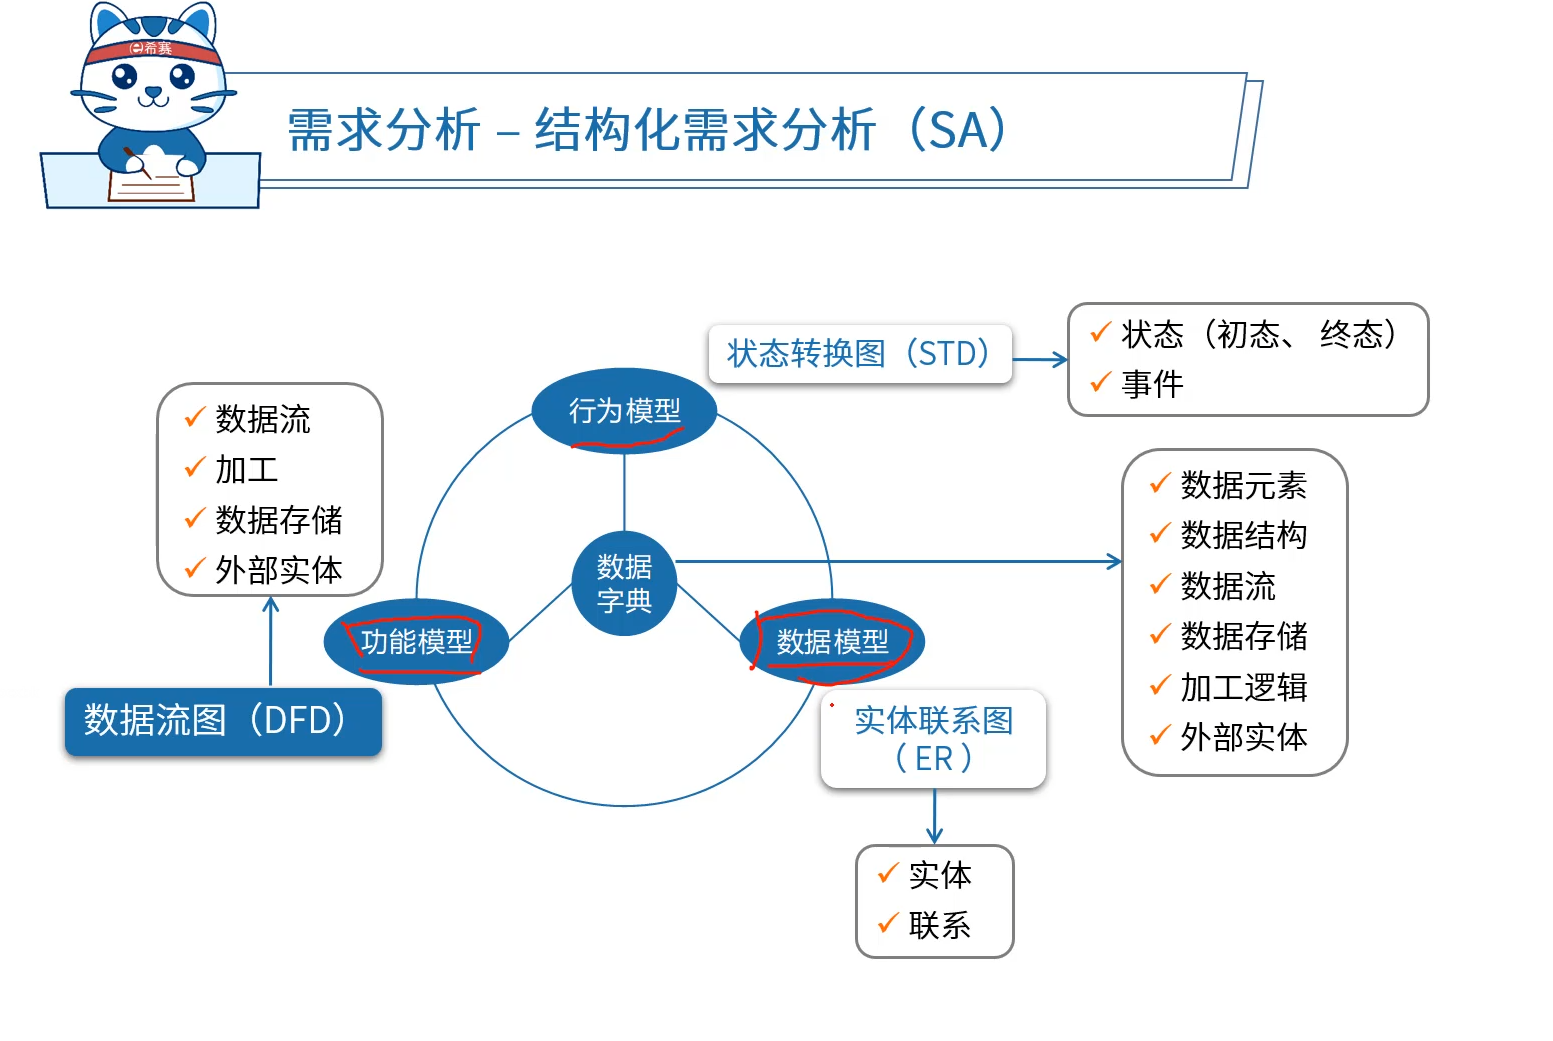 e希赛
需求分析 – 结构化需求分析（SA）
状态转换图（STD）
状态（初态、 终态）
事件
行为模型
数据流
加工
数据存储
外部实体
数据
字典
功能模型
数据模型
数据元素
数据结构
数据流
数据存储
加工逻辑
外部实体
数据流图（DFD）
实体联系图
（ ER ）
实体
联系